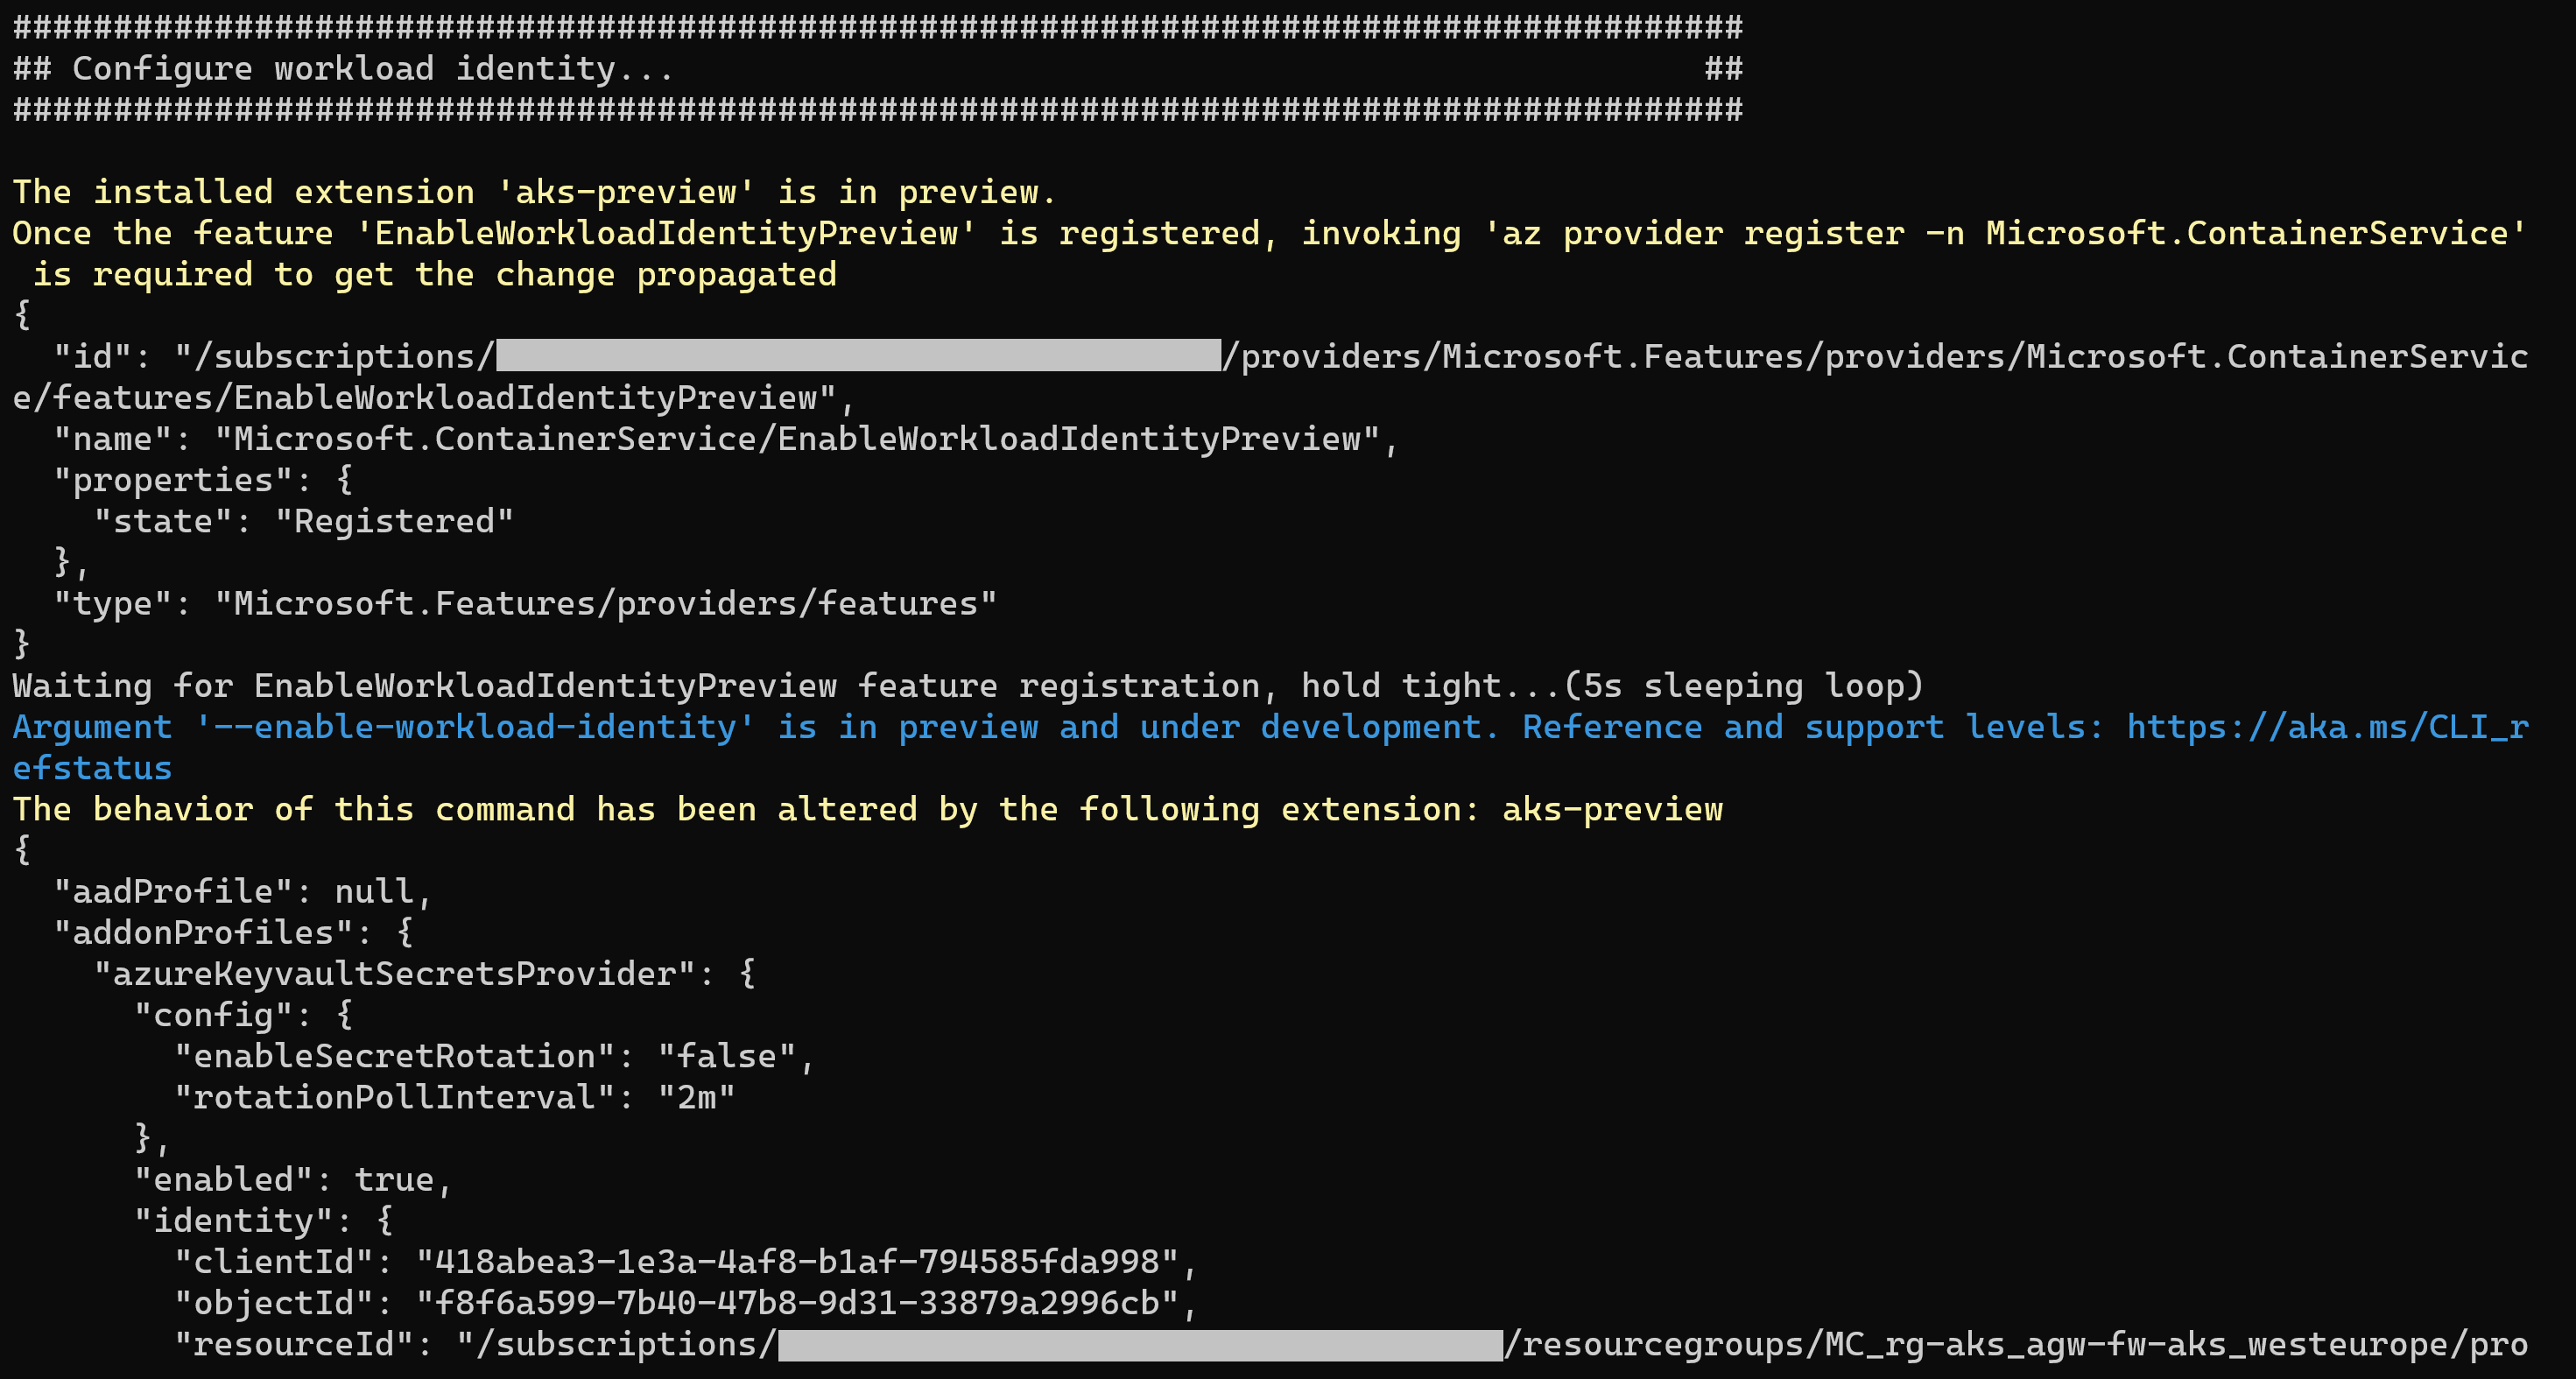 ######################################################################################
## Configure workload identity...                                                   ##
######################################################################################

The installed extension 'aks-preview' is in preview.
Once the feature 'EnableWorkloadIdentityPreview' is registered, invoking 'az provider register -n Microsoft.ContainerService'
 is required to get the change propagated
{
  "id": "/subscriptions/                                    /providers/Microsoft.Features/providers/Microsoft.ContainerServic
e/features/EnableWorkloadIdentityPreview",
  "name": "Microsoft.ContainerService/EnableWorkloadIdentityPreview",
  "properties": {
    "state": "Registered"
  },
  "type": "Microsoft.Features/providers/features"
}
Waiting for EnableWorkloadIdentityPreview feature registration, hold tight...(5s sleeping loop)
Argument '--enable-workload-identity' is in preview and under development. Reference and support levels: https://aka.ms/CLI_r
efstatus
The behavior of this command has been altered by the following extension: aks-preview
{
  "aadProfile": null,
  "addonProfiles": {
    "azureKeyvaultSecretsProvider": {
      "config": {
        "enableSecretRotation": "false",
        "rotationPollInterval": "2m"
      },
      "enabled": true,
      "identity": {
        "clientId": "418abea3-1e3a-4af8-b1af-794585fda998",
        "objectId": "f8f6a599-7b40-47b8-9d31-33879a2996cb",
        "resourceId": "/subscriptions/                                    /resourcegroups/MC_rg-aks_agw-fw-aks_westeurope/pro